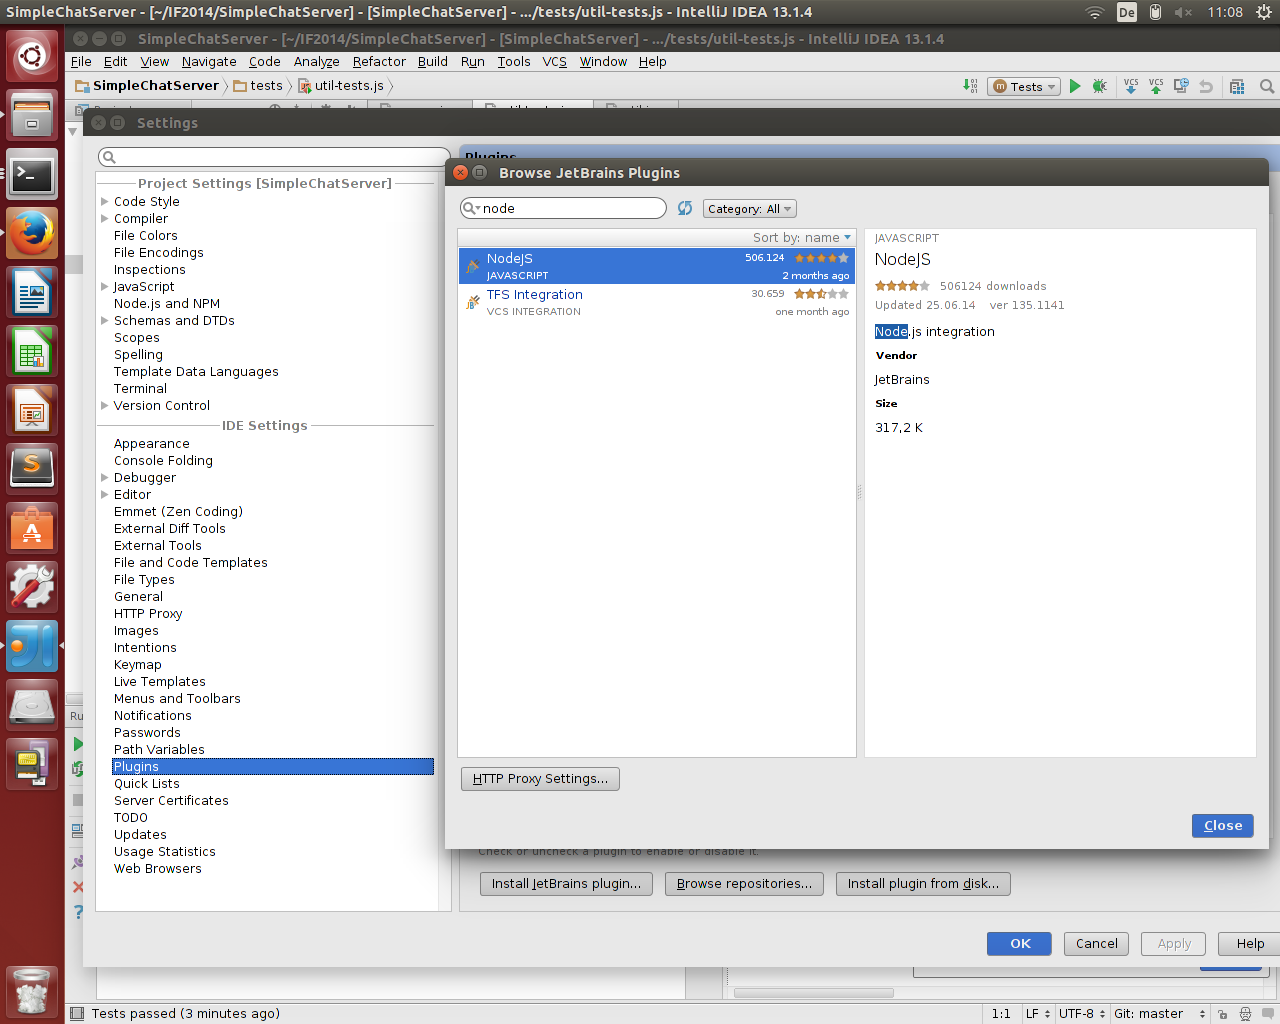 SimpleChatServer - [~/IF2014/SimpleChatServer] - [SimpleChatServer] - .../tests/util-tests.js - IntelliJ IDEA 13.1.4
De
11:08
SimpleChatServer - [~/IF2014/SimpleChatServer] - [SimpleChatServer] - .../tests/util-tests.js - IntelliJ IDEA 13.1.4
File Edit View Navigate Code Analyze Refactor Build Run Tools VCS Window Help
SimpleChatServer tests util-tests.js
Tests
VCS VCS
Settings
Plugins
Project Settings [SimpleChatServer]
Code Style
Compiler
File Colors
File Encodings
Inspections
JavaScript
Node.js and NPM
Schemas and DTDs
Scopes
Spelling
Template Data Languages
Terminal
Version Control
IDE Settings
Appearance
Console Folding
Debugger
Editor
Emmet (Zen Coding)
External Diff Tools
External Tools
File and Code Templates
File Types
General
HTTP Proxy
Images
Intentions
Keymap
Live Templates
Menus and Toolbars
Notifications
Passwords
Path Variables
Plugins
Quick Lists
Server Certificates
TODO
Updates
Usage Statistics
Web Browsers
Browse JetBrains Plugins
node
Category: All
Sort by: name
NodeJS 506.124
JAVASCRIPT 2 months ago
TFS Integration 30.659
VCS INTEGRATION one month ago
JAVASCRIPT
NodeJS
506124 downloads
Updated 25.06.14 ver 135.1141
Node.js integration
Vendor
JetBrains
Size
317,2 K
HTTP Proxy Settings...
Close
Check or uncheck a plugin to enable or disable it.
Install JetBrains plugin... Browse repositories... Install plugin from disk...
OK Cancel Apply Help
Ru
Tests passed (3 minutes ago)
1:1 LF UTF-8 Git: master